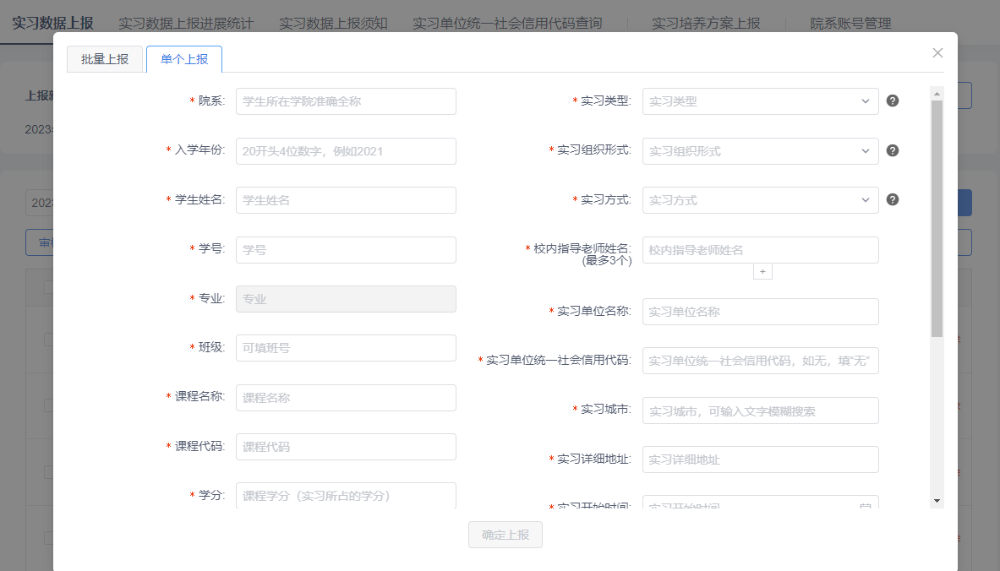 实习数据上报 实习数据上报进展统计 实习数据上报须知 实习单位统一社会信用代码查询 实习培养方案上报 院系账号管理
批量上报 单个上报
* 院系: 学生所在学院准确全称
* 入学年份: 20开头4位数字，例如2021
* 学生姓名: 学生姓名
* 学号: 学号
* 专业: 专业
* 班级: 可填班号
* 课程名称: 课程名称
* 课程代码: 课程代码
* 学分: 课程学分（实习所占的学分）
* 实习类型: 实习类型
* 实习组织形式: 实习组织形式
* 实习方式: 实习方式
* 校内指导老师姓名: 校内指导老师姓名
(最多3个)
+
* 实习单位名称: 实习单位名称
* 实习单位统一社会信用代码: 实习单位统一社会信用代码，如无，填“无”
* 实习城市: 实习城市，可输入文字模糊搜索
* 实习详细地址: 实习详细地址
* 实习开始时间: 实习开始时间
确定上报
上报
2023
202